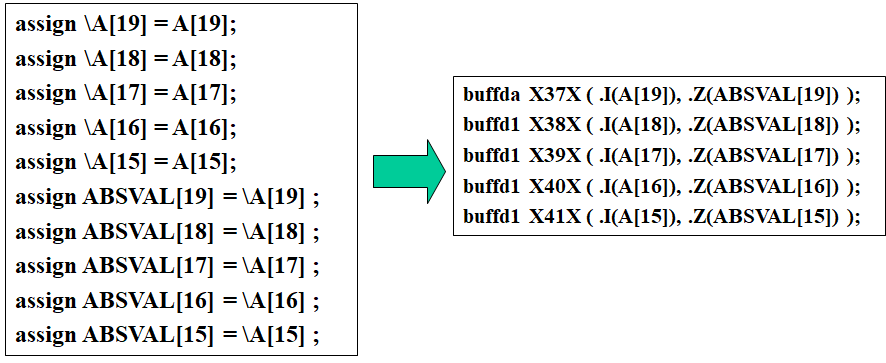 assign \A[19] = A[19];
assign \A[18] = A[18];
assign \A[17] = A[17];
assign \A[16] = A[16];
assign \A[15] = A[15];
assign ABSVAL[19] = \A[19] ;
assign ABSVAL[18] = \A[18] ;
assign ABSVAL[17] = \A[17] ;
assign ABSVAL[16] = \A[16] ;
assign ABSVAL[15] = \A[15] ;
buffda X37X ( .I(A[19]), .Z(ABSVAL[19]) );
buffd1 X38X ( .I(A[18]), .Z(ABSVAL[18]) );
buffd1 X39X ( .I(A[17]), .Z(ABSVAL[17]) );
buffd1 X40X ( .I(A[16]), .Z(ABSVAL[16]) );
buffd1 X41X ( .I(A[15]), .Z(ABSVAL[15]) );